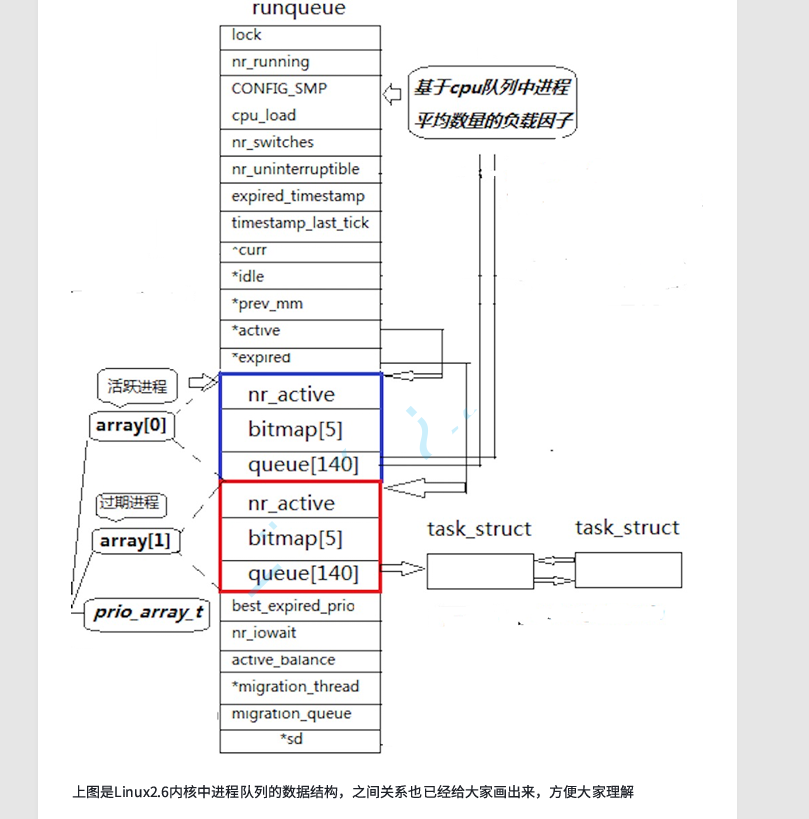 runqueue
lock
nr_running
CONFIG_SMP
cpu_load
nr_switches
nr_uninterruptible
expired_timestamp
timestamp_last_tick
*curr
*idle
*prev_mm
*active
*expired
nr_active
bitmap[5]
queue[140]
nr_active
bitmap[5]
queue[140]
best_expired_prio
nr_iowait
active_balance
*migration_thread
migration_queue
*sd
基于cpu队列中进程
平均数量的负载因子
活跃进程
array[0]
过期进程
array[1]
prio_array_t
task_struct
task_struct
上图是Linux2.6内核中进程队列的数据结构，之间关系也已经给大家画出来，方便大家理解